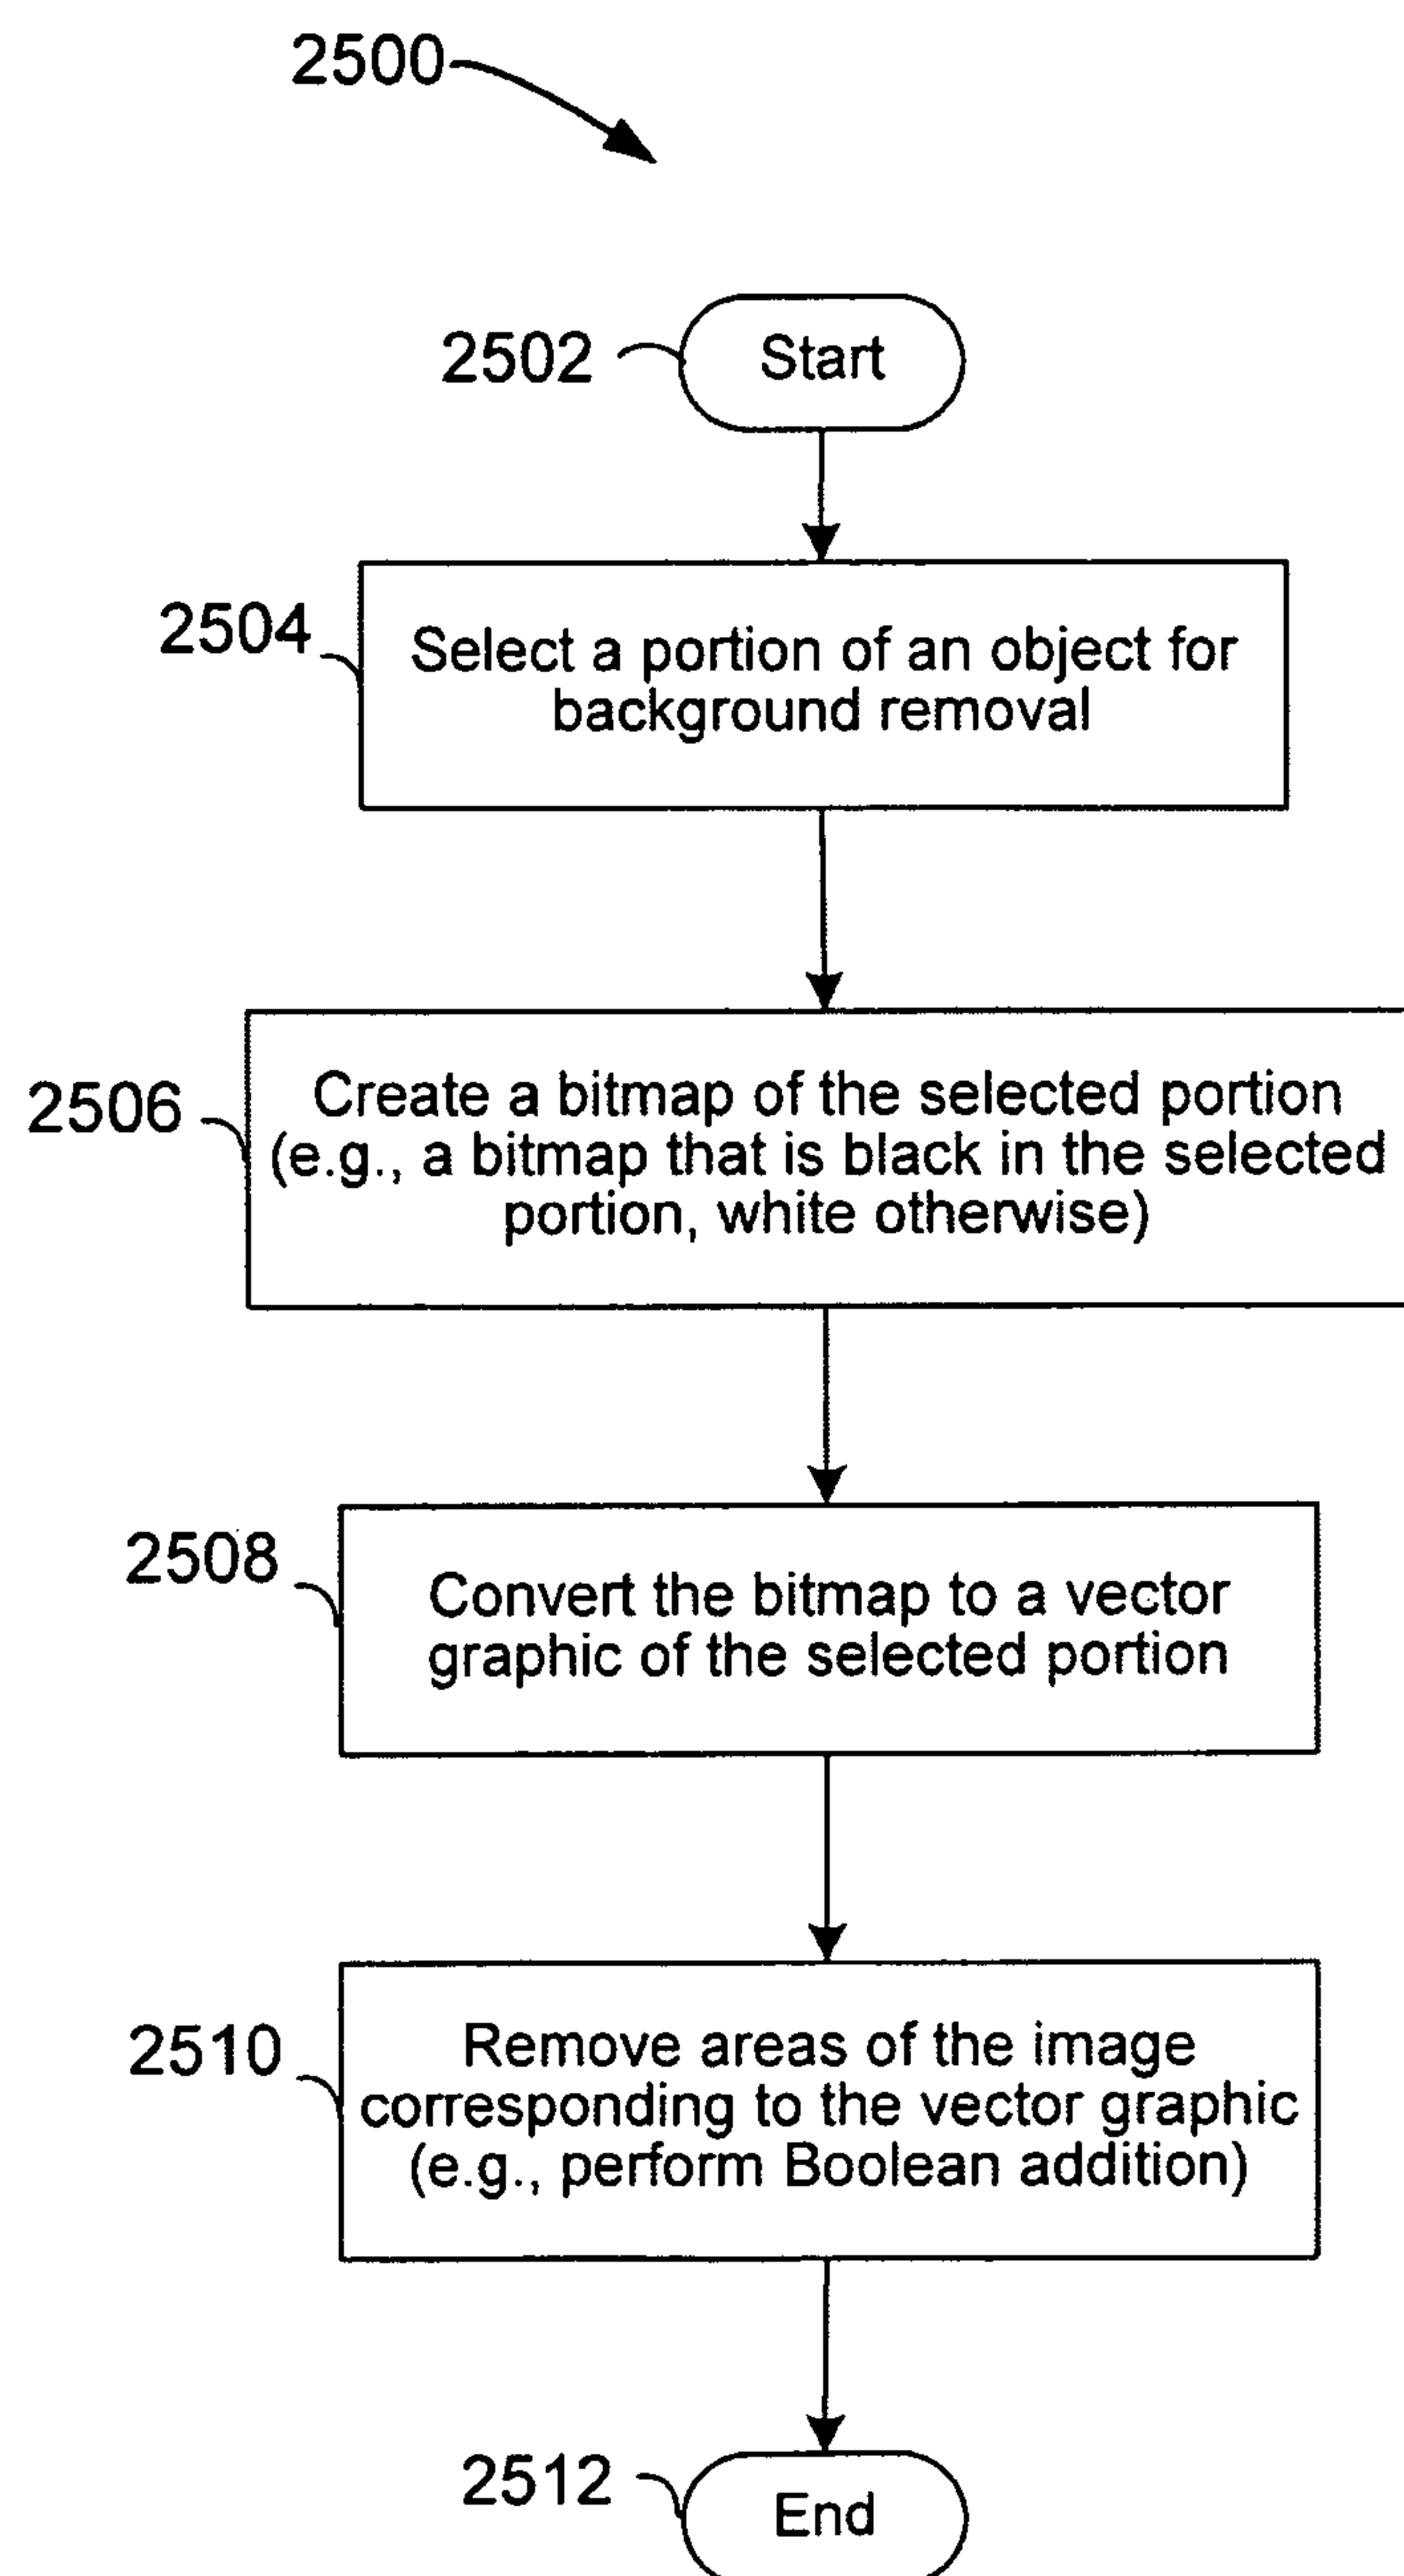 2500
2502
Start
2504
Select a portion of an object for
background removal
2506
Create a bitmap of the selected portion
(e.g., a bitmap that is black in the selected
portion, white otherwise)
2508
Convert the bitmap to a vector
graphic of the selected portion
2510
Remove areas of the image
corresponding to the vector graphic
(e.g., perform Boolean addition)
2512
End